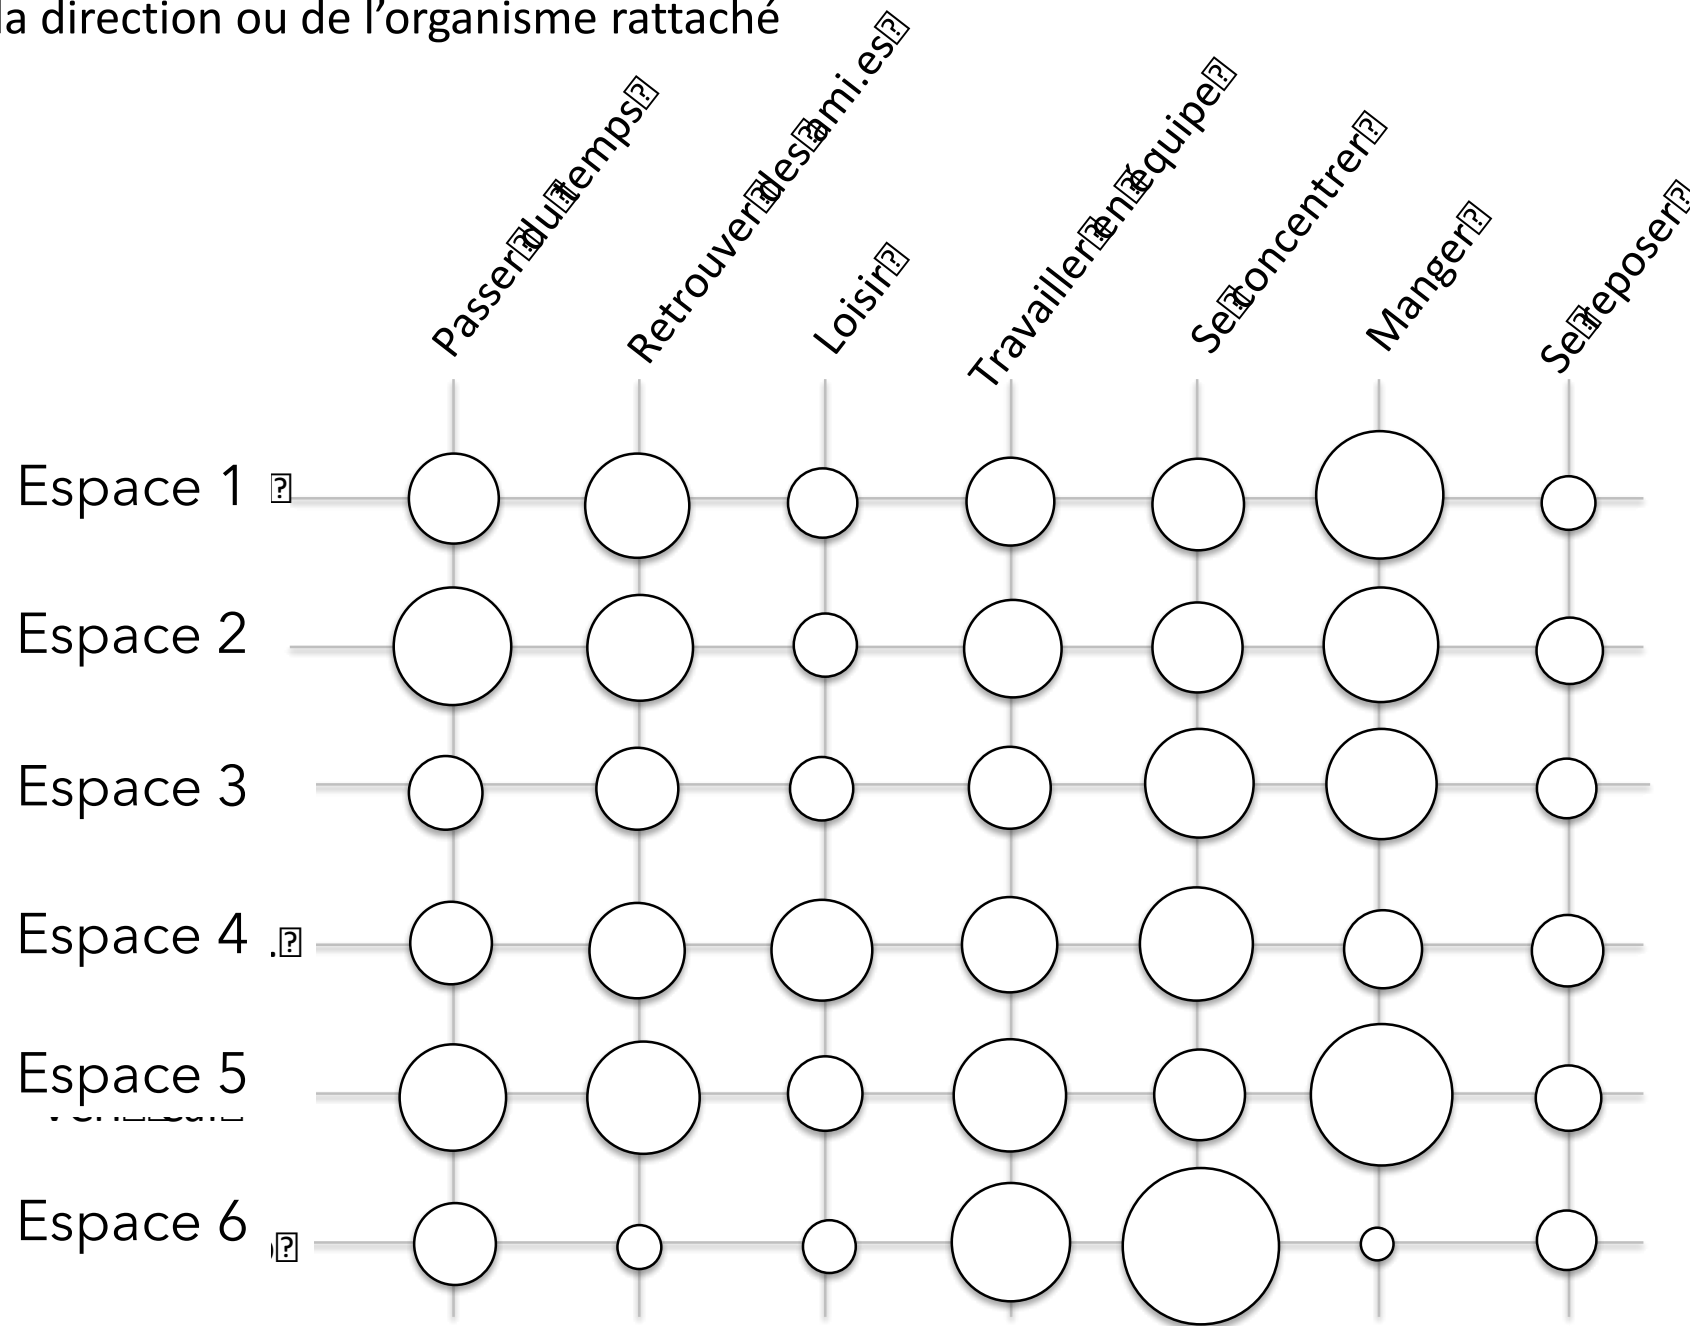 la direction ou de l’organisme rattaché
Passer du temps
Retrouver des ami.es
Loisir
Travailler en équipe
Se concentrer
Manger
Se reposer
Espace 1
Espace 2
Espace 3
Espace 4
Espace 5
Espace 6